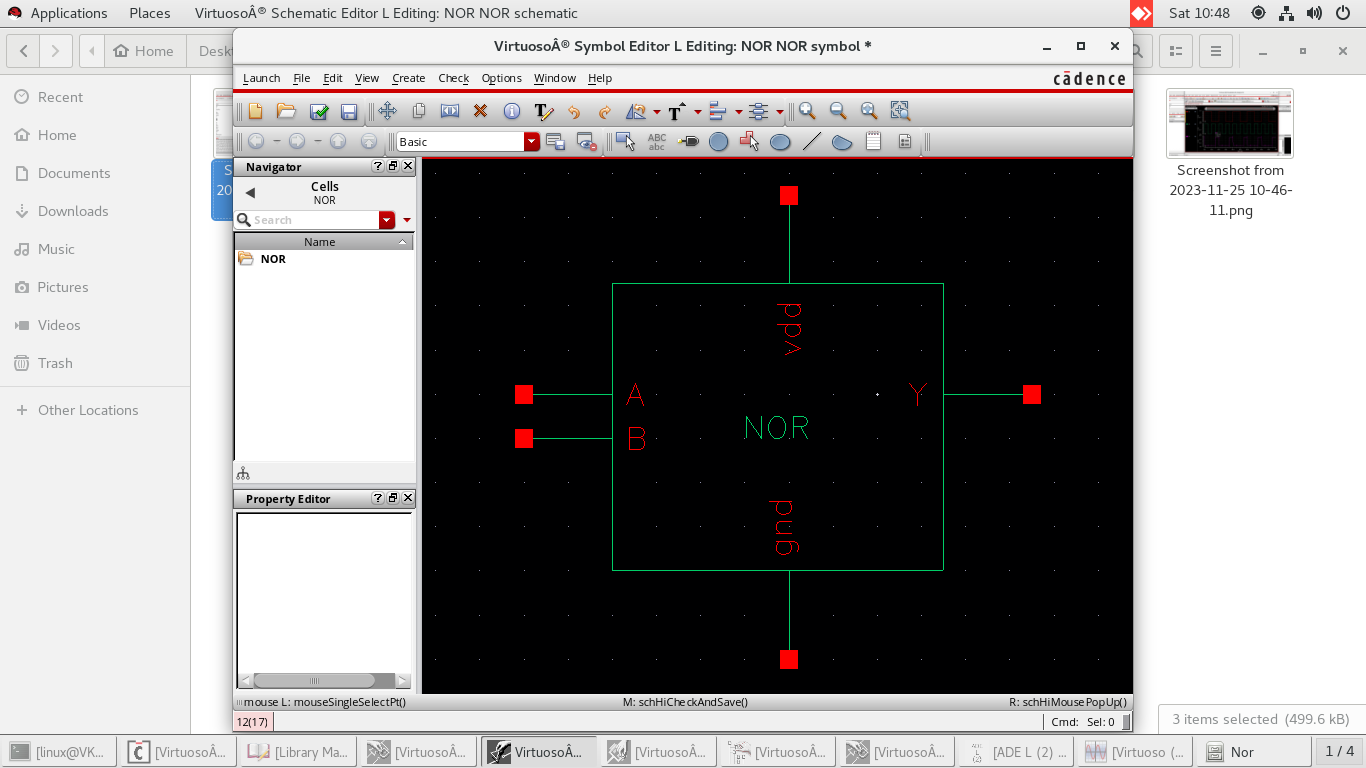 Applications Places VirtuosoÂ® Schematic Editor L Editing: NOR NOR schematic Sat 10:48
Home Deskt
VirtuosoÂ® Symbol Editor L Editing: NOR NOR symbol *
Launch File Edit View Create Check Options Window Help cādence
Basic
ABC
abc
Recent
Home
Documents
Downloads
Music
Pictures
Videos
Trash
Other Locations
S
20
Navigator
Cells
NOR
Search
Name
NOR
Property Editor
vdd
A
Y
NOR
B
gnd
Screenshot from
2023-11-25 10-46-
11.png
mouse L: mouseSingleSelectPt() M: schHiCheckAndSave() R: schHiMousePopUp()
12(17) Cmd: Sel: 0
3 items selected (499.6 kB)
[linux@VK... [VirtuosoÂ... [Library Ma... [VirtuosoÂ... VirtuosoÂ... [VirtuosoÂ... [VirtuosoÂ... [VirtuosoÂ... [ADE L (2) ... [Virtuoso (... Nor 1 / 4